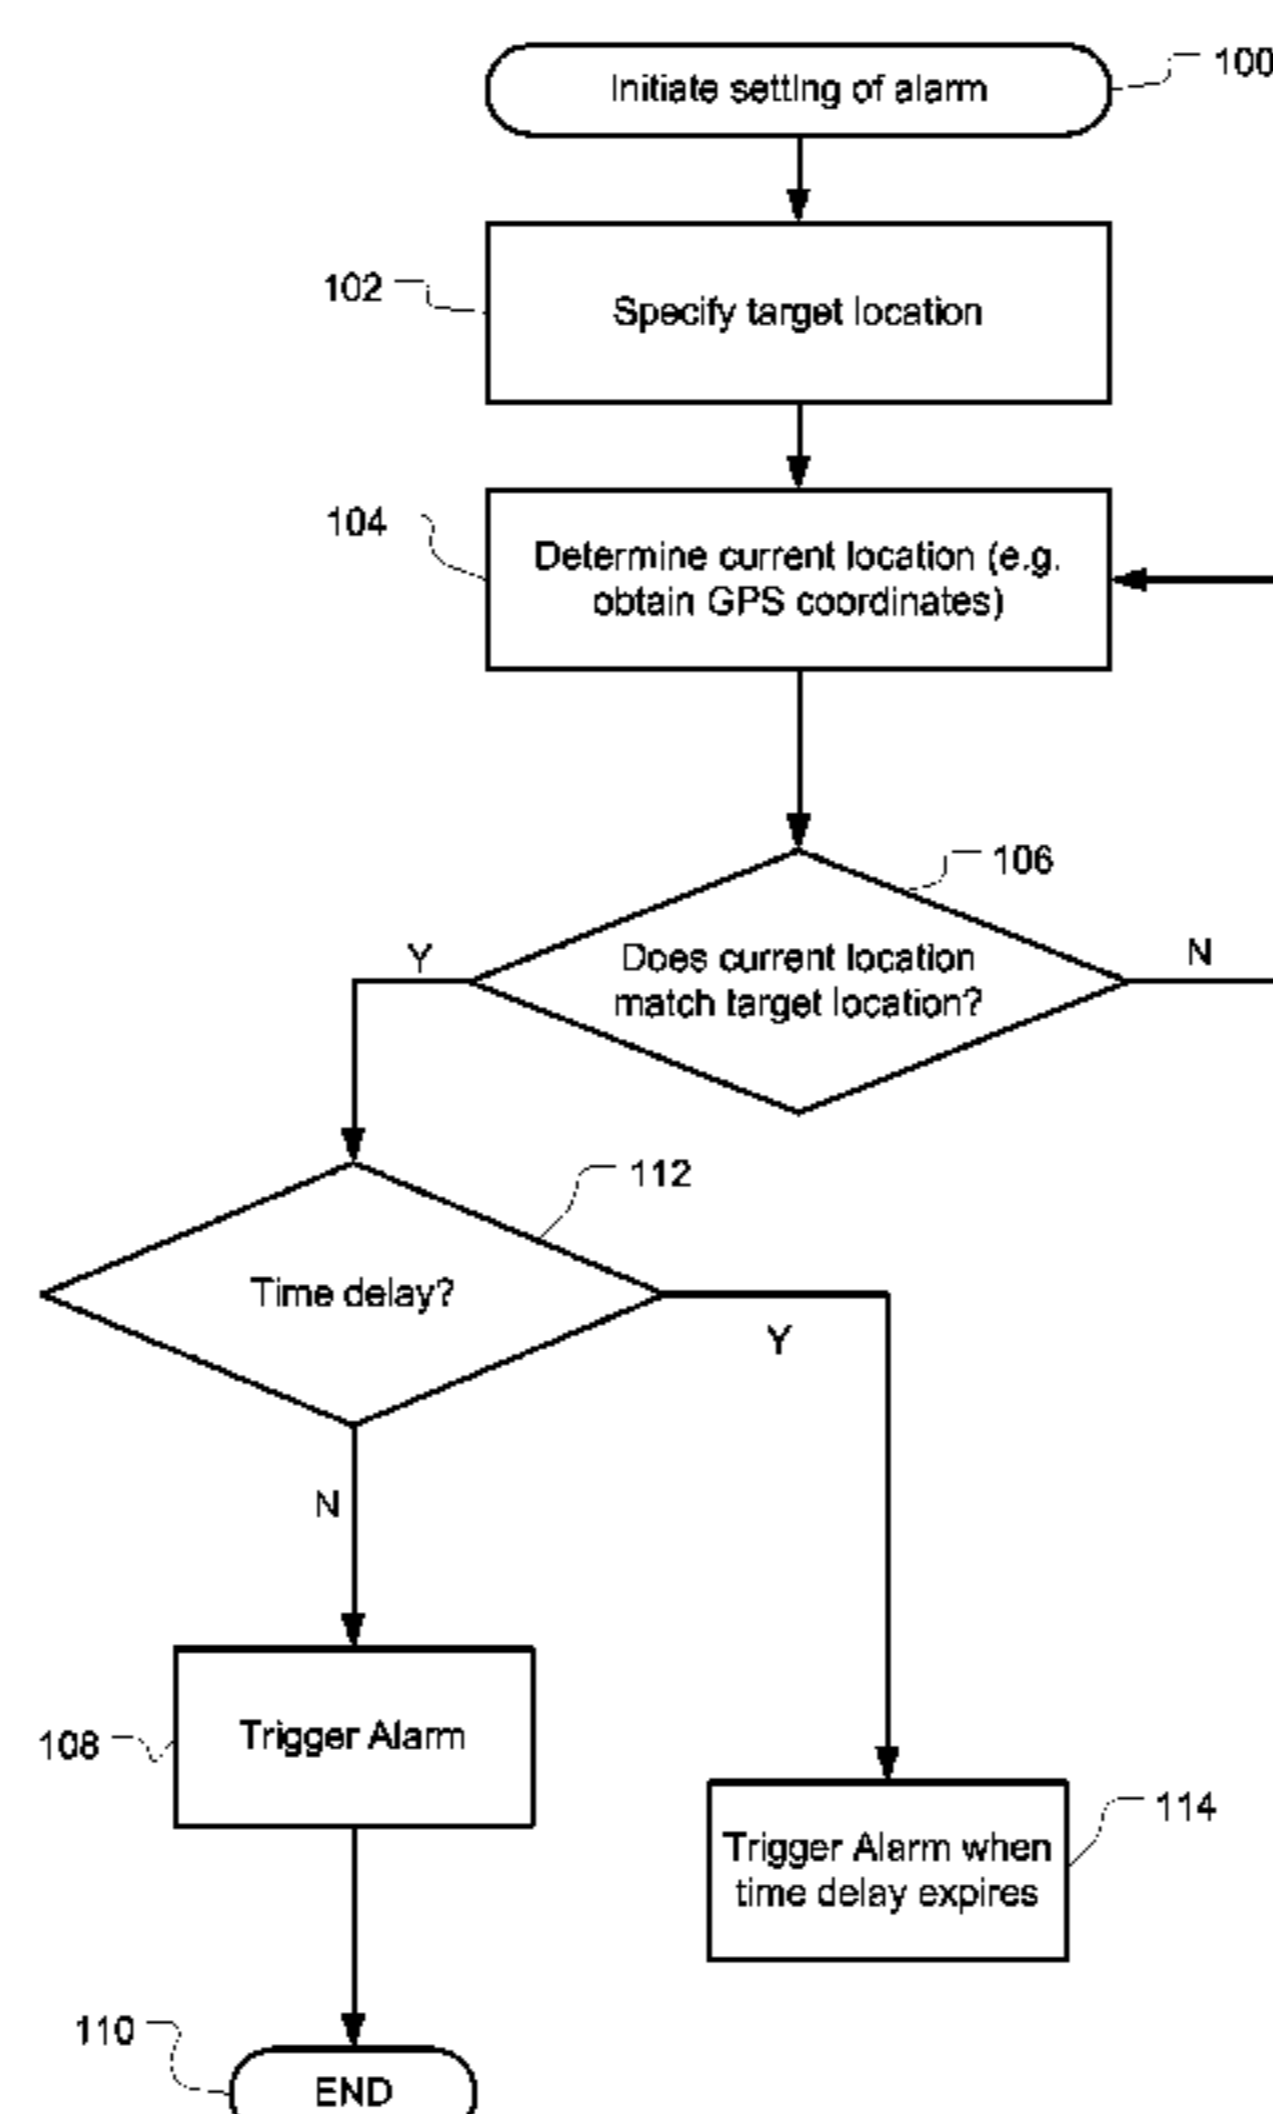 Initiate setting of alarm
100
102
Specify target location
104
Determine current location (e.g.
obtain GPS coordinates)
106
Y
Does current location
match target location?
N
112
Time delay?
Y
N
108
Trigger Alarm
114
Trigger Alarm when
time delay expires
110
END